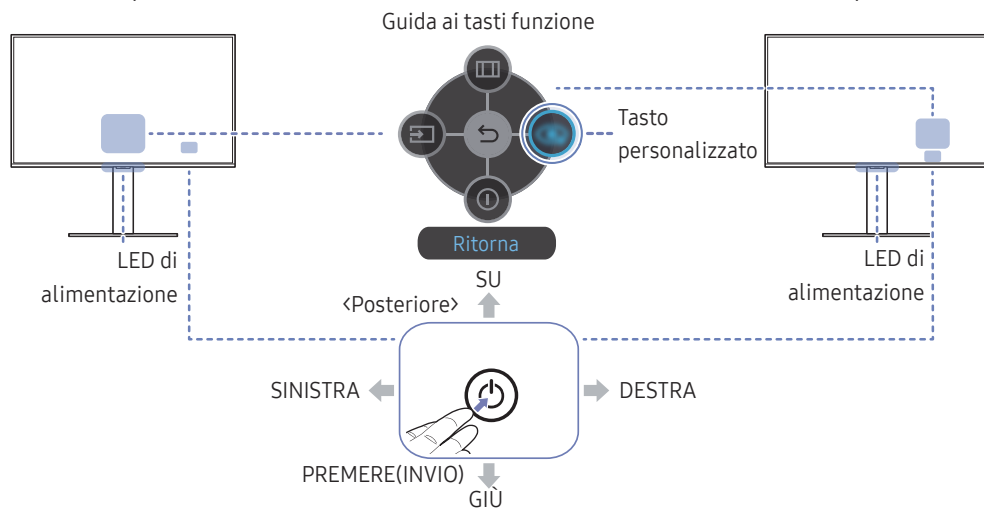 Guida ai tasti funzione
Tasto
personalizzato
Ritorna
LED di
alimentazione
LED di
alimentazione
SU
<Posteriore>
SINISTRA
DESTRA
PREMERE(INVIO)
GIÙ